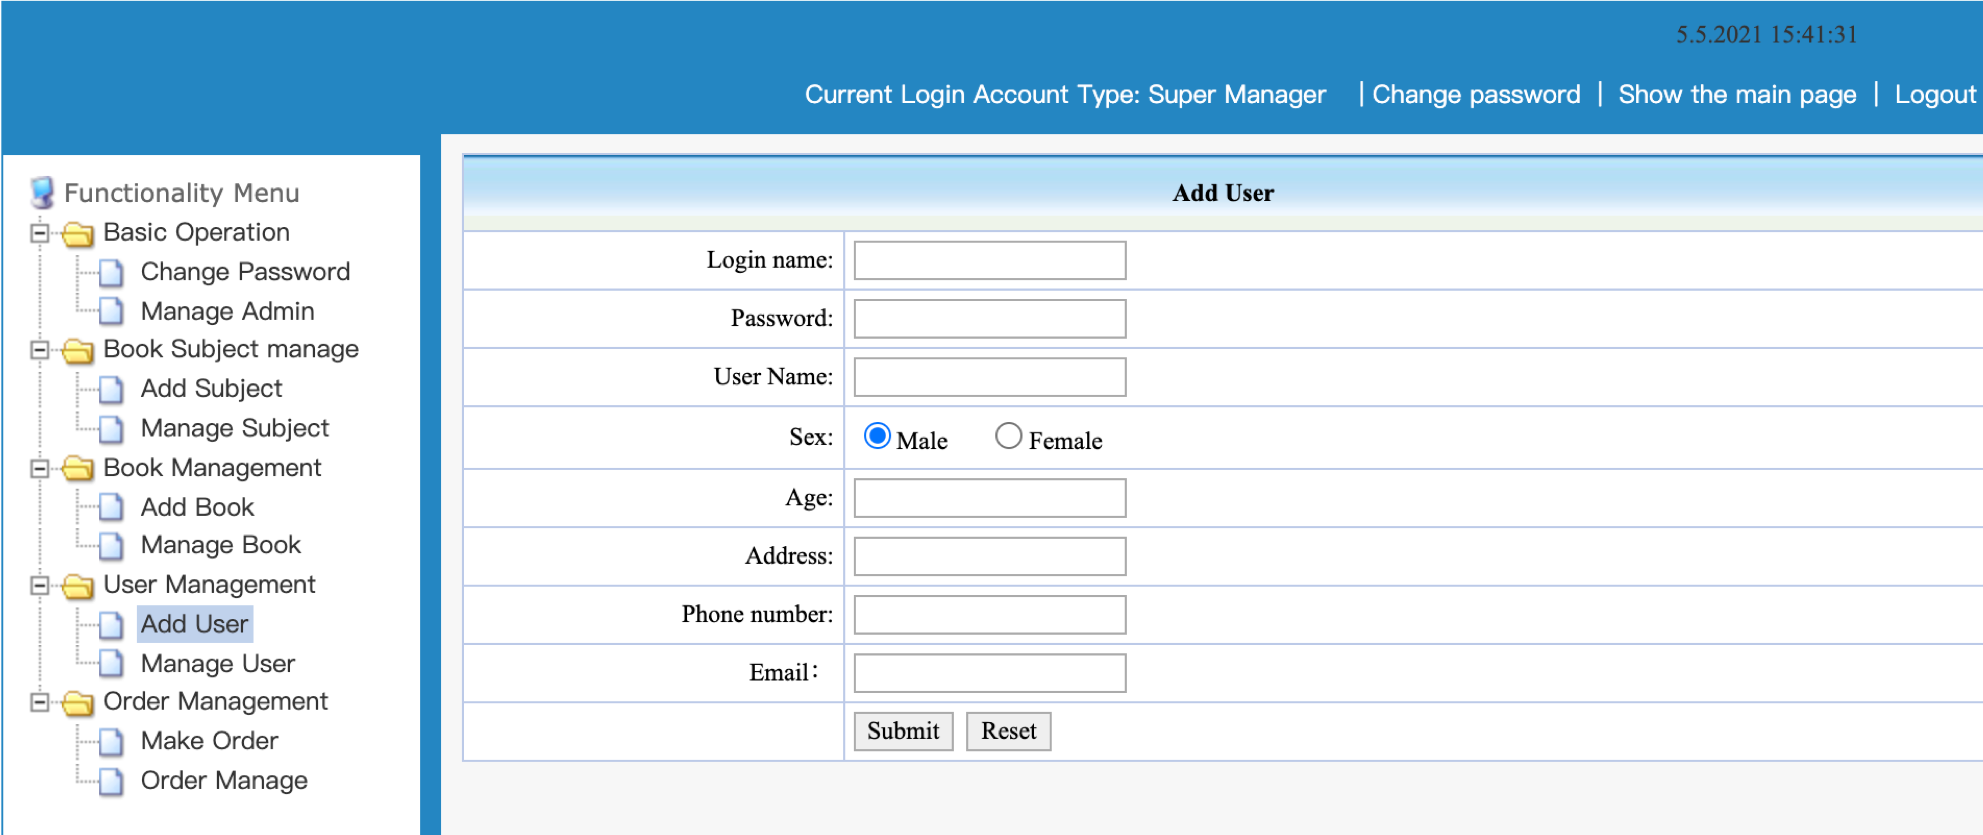 5.5.2021 15:41:31
Current Login Account Type: Super Manager | Change password | Show the main page | Logout
Functionality Menu
Basic Operation
Change Password
Manage Admin
Book Subject manage
Add Subject
Manage Subject
Book Management
Add Book
Manage Book
User Management
Add User
Manage User
Order Management
Make Order
Order Manage
Add User
Login name:
Password:
User Name:
Sex: Male Female
Age:
Address:
Phone number:
Email:
Submit Reset